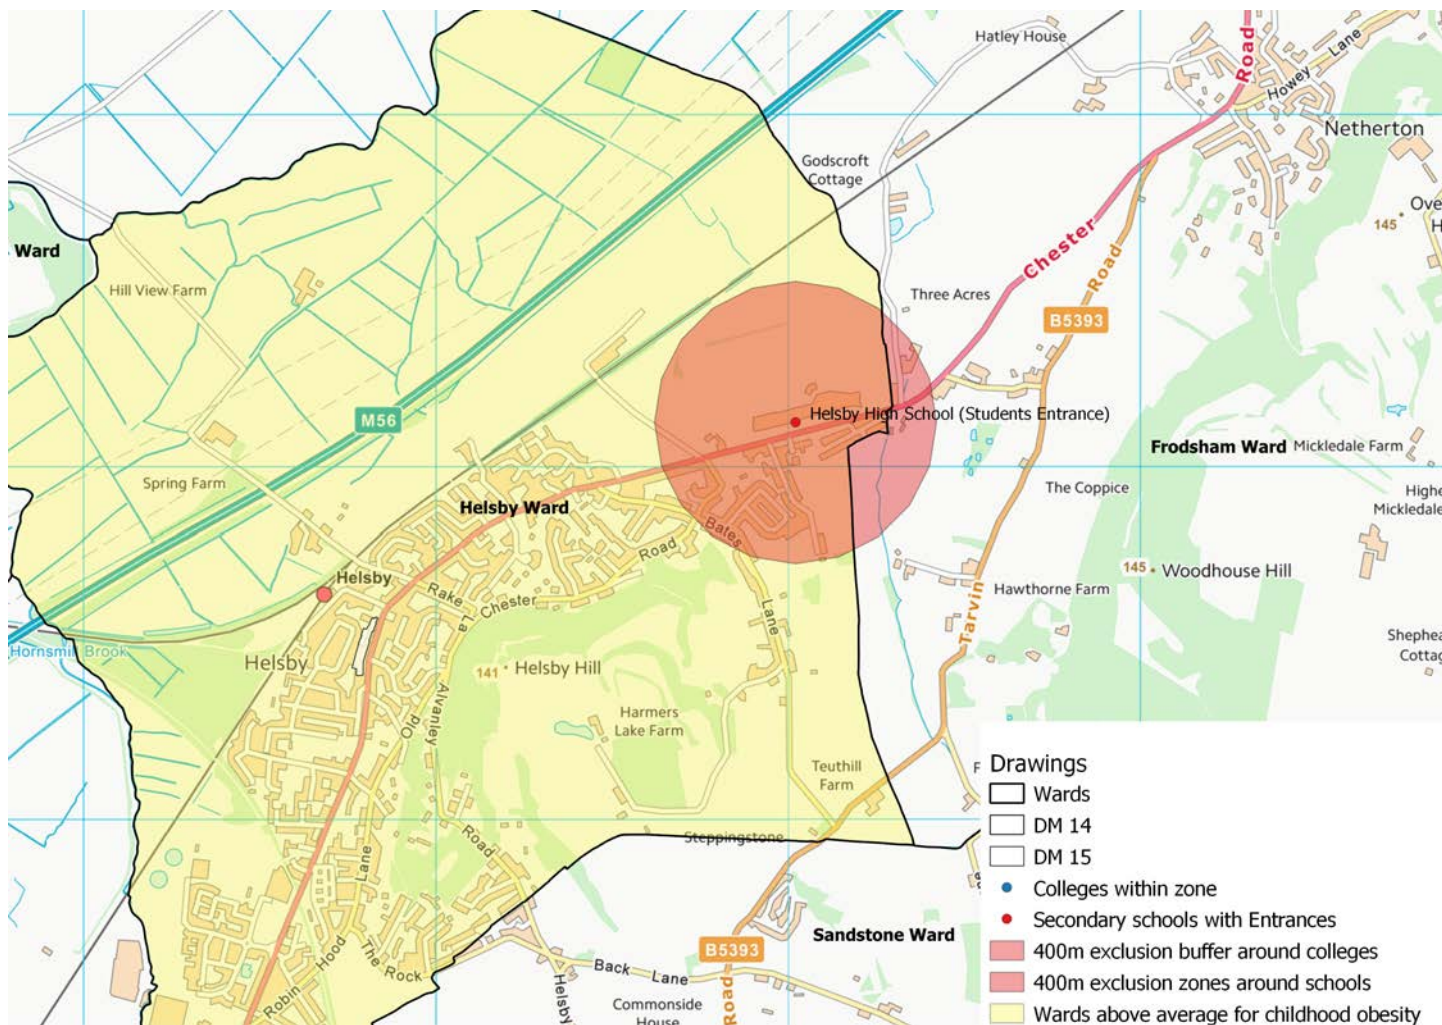 Hatley House
Road
Howey Lane
Netherton
Godscroft
Cottage
Ward
145
Hill View Farm
Chester
Road
Three Acres
B5393
M56
Helsby High School (Students Entrance)
Frodsham Ward
Mickledale Farm
Spring Farm
The Coppice
Helsby Ward
Bates
Lane
Road
Chester
Old
Helsby
Rake La
145
Woodhouse Hill
Hawthorne Farm
Tarvin
Hornsmill Brook
Helsby
141
Helsby Hill
Alvanley
Road
Harmers
Lake Farm
Teuthill
Farm
Steppingstone
Lane
Robin Hood
The Rock
Sandstone Ward
B5393
Road
Back Lane
Helsby
Commonside
House
Drawings
Wards
DM 14
DM 15
Colleges within zone
Secondary schools with Entrances
400m exclusion buffer around colleges
400m exclusion zones around schools
Wards above average for childhood obesity